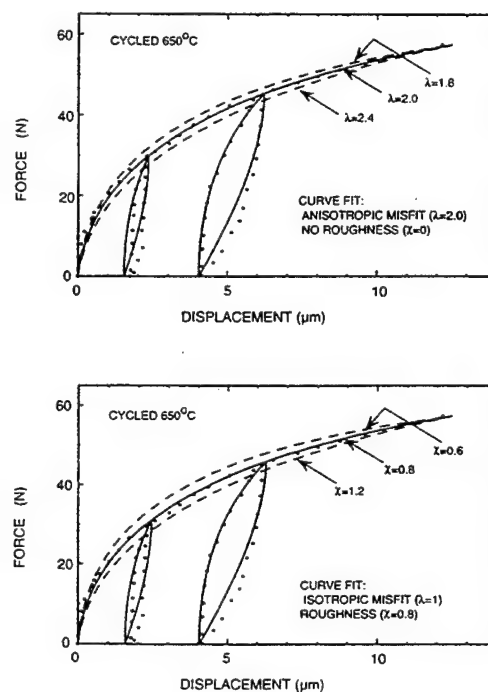 60
CYCLED 650°C
λ=1.8
λ=2.0
λ=2.4
40
FORCE (N)
20
CURVE FIT:
ANISOTROPIC MISFIT (λ=2.0)
NO ROUGHNESS (χ=0)
0
0 5 10
DISPLACEMENT (μm)
60
CYCLED 650°C
χ=0.6
χ=0.8
χ=1.2
40
FORCE (N)
20
CURVE FIT:
ISOTROPIC MISFIT (λ=1)
ROUGHNESS (χ=0.8)
0
0 5 10
DISPLACEMENT (μm)